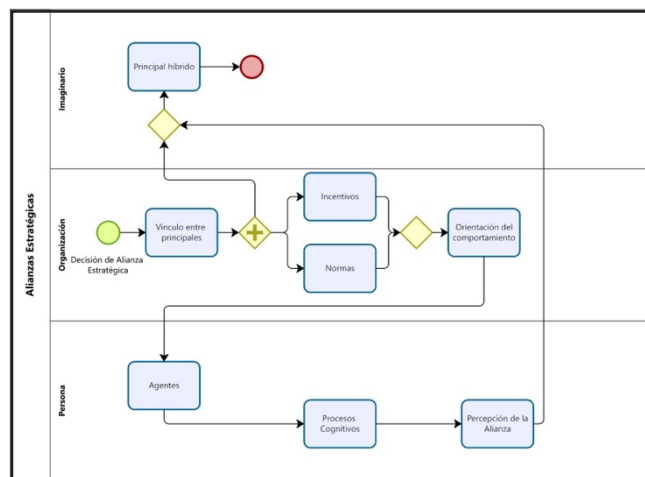 Alianzas Estratégicas
Imaginario
Principal híbrido
Organización
Decisión de Alianza
Estratégica
Vínculo entre
principales
Incentivos
Normas
Orientación del
comportamiento
Persona
Agentes
Procesos
Cognitivos
Percepción de la
Alianza